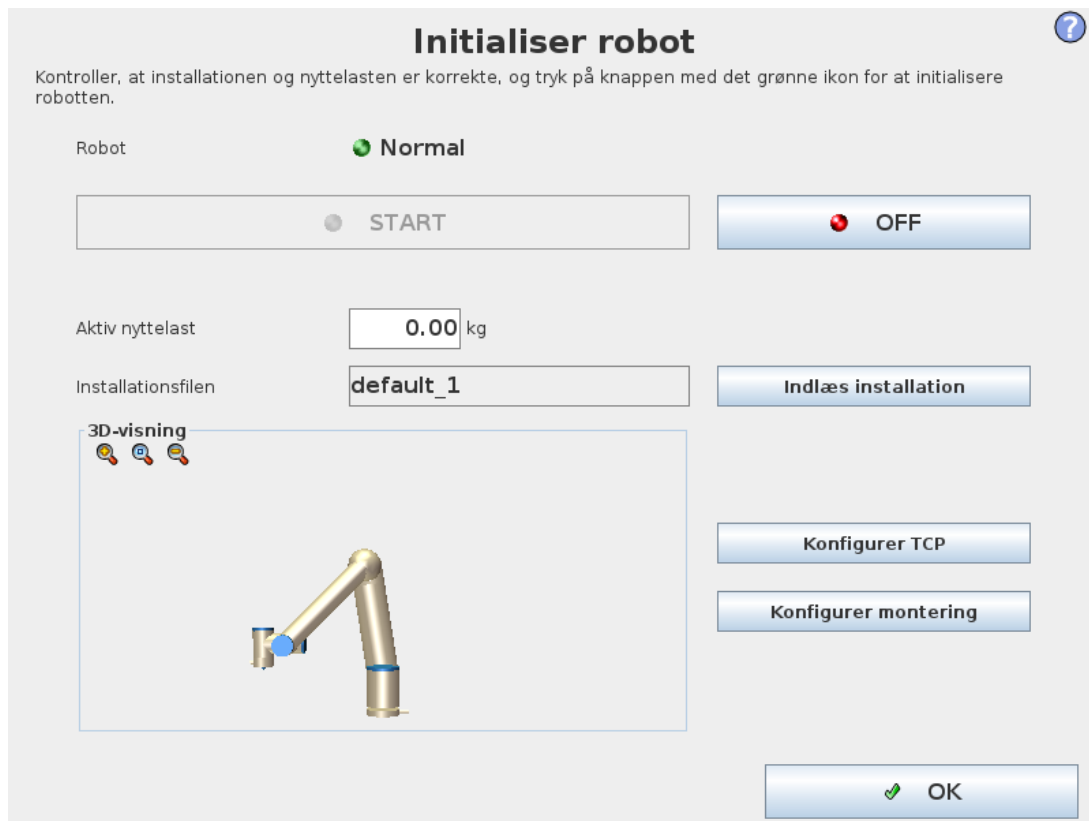 Initialiser robot
?
Kontroller, at installationen og nyttelasten er korrekte, og tryk på knappen med det grønne ikon for at initialisere
robotten.
Robot
Normal
START
OFF
Aktiv nyttelast
0.00 kg
Installationsfilen
default_1
Indlæs installation
3D-visning
Konfigurer TCP
Konfigurer montering
OK